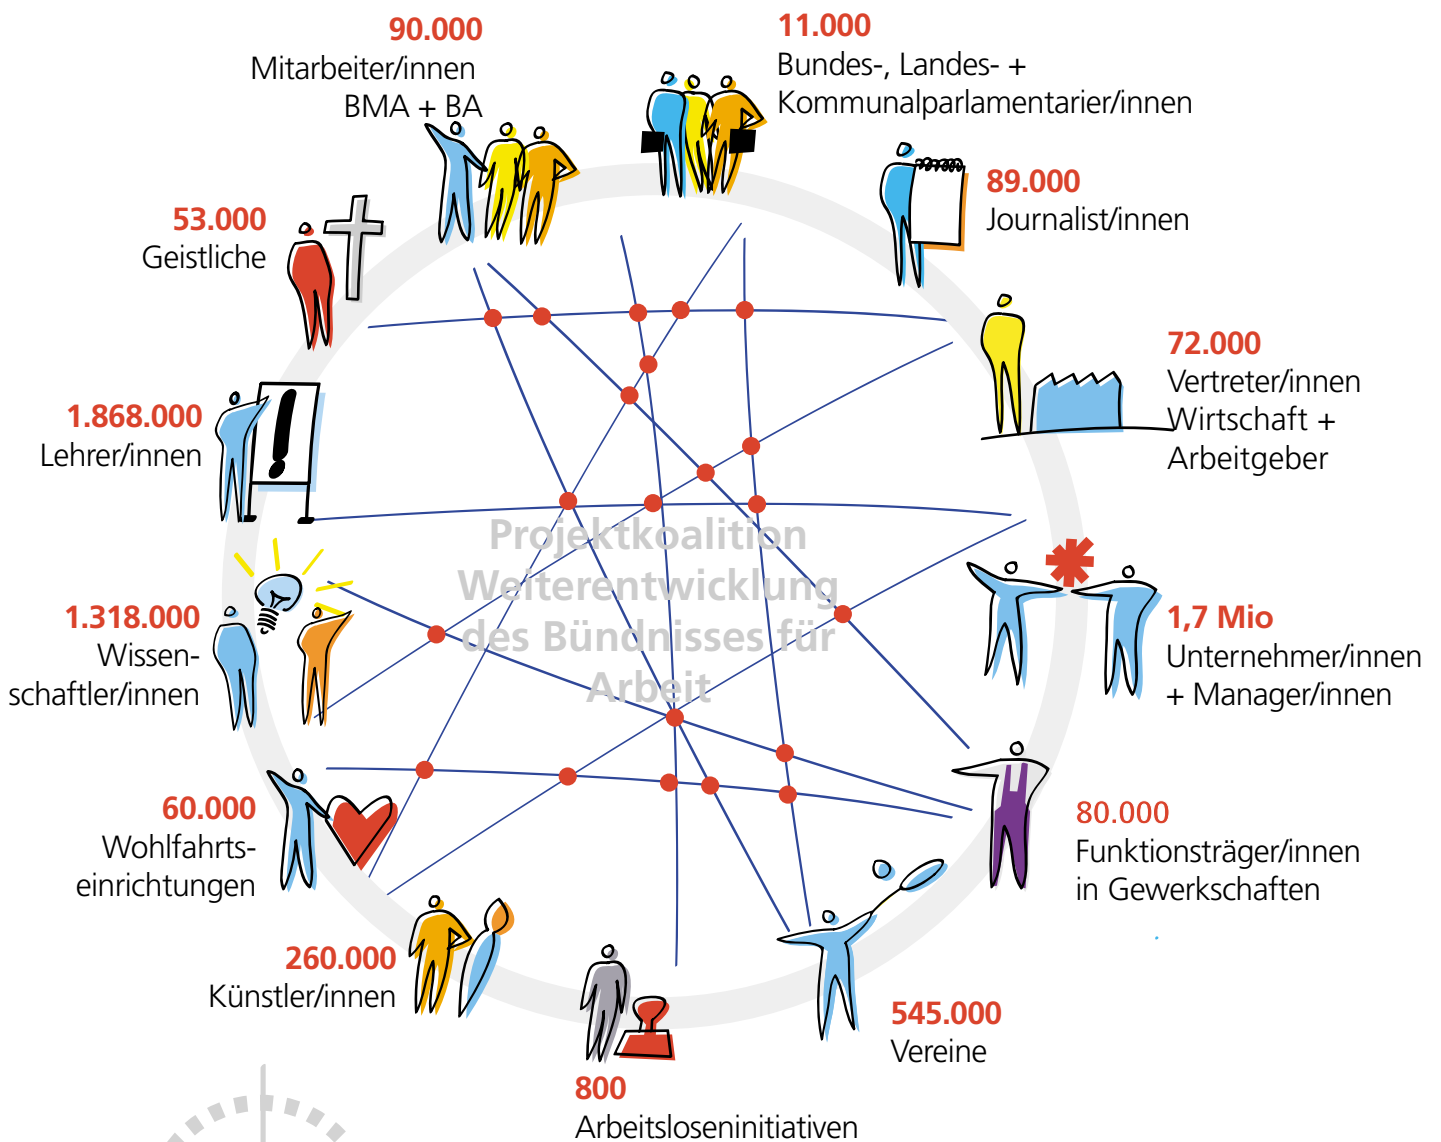 90.000
Mitarbeiter/innen
BMA + BA
11.000
Bundes-, Landes- +
Kommunalparlamentarier/innen
89.000
Journalist/innen
53.000
Geistliche
72.000
Vertreter/innen
Wirtschaft +
Arbeitgeber
1.868.000
Lehrer/innen
Projektkoalition
Weiterentwicklung
des Bündnisses für
Arbeit
1.318.000
Wissen-
schaftler/innen
1,7 Mio
Unternehmer/innen
+ Manager/innen
60.000
Wohlfahrts-
einrichtungen
80.000
Funktionsträger/innen
in Gewerkschaften
260.000
Künstler/innen
545.000
Vereine
800
Arbeitsloseninitiativen